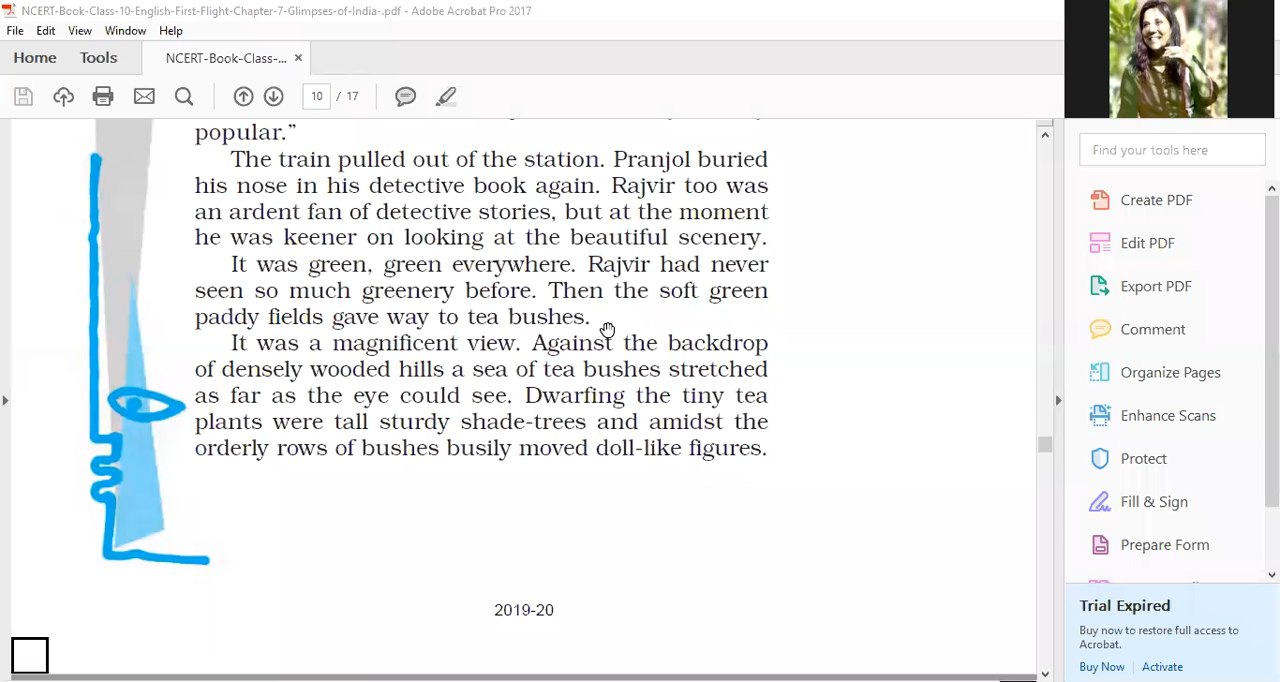 NCERT-Book-Class-10-English-First-Flight-Chapter-7-Glimpses-of-India-.pdf - Adobe Acrobat Pro 2017
File Edit View Window Help
Home Tools NCERT-Book-Class-... ×
10 / 17
popular.”
The train pulled out of the station. Pranjol buried
his nose in his detective book again. Rajvir too was
an ardent fan of detective stories, but at the moment
he was keener on looking at the beautiful scenery.
It was green, green everywhere. Rajvir had never
seen so much greenery before. Then the soft green
paddy fields gave way to tea bushes.
It was a magnificent view. Against the backdrop
of densely wooded hills a sea of tea bushes stretched
as far as the eye could see. Dwarfing the tiny tea
plants were tall sturdy shade-trees and amidst the
orderly rows of bushes busily moved doll-like figures.
2019-20
Find your tools here
Create PDF
Edit PDF
Export PDF
Comment
Organize Pages
Enhance Scans
Protect
Fill & Sign
Prepare Form
Trial Expired
Buy now to restore full access to
Acrobat.
Buy Now Activate